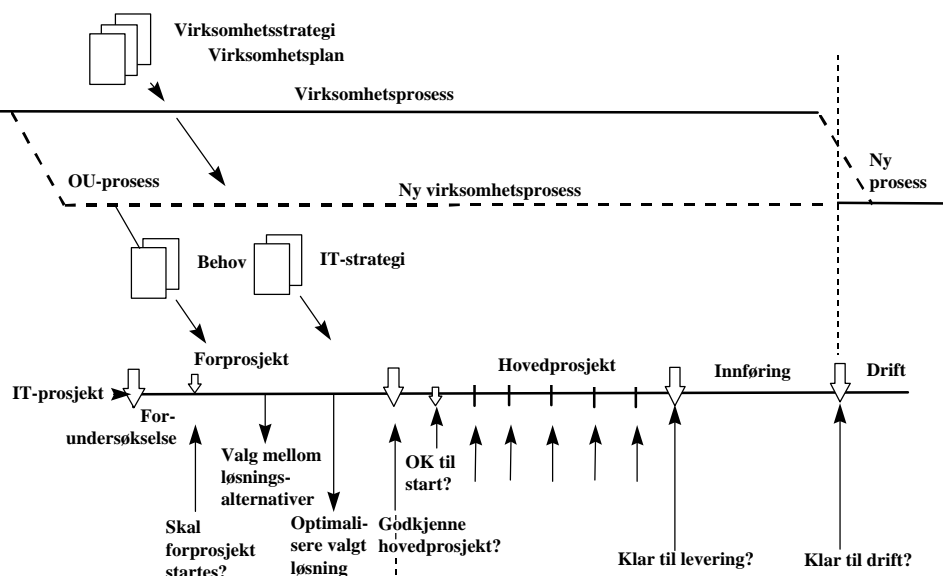 Virksomhetsstrategi
Virksomhetsplan
Virksomhetsprosess
OU-prosess
Ny virksomhetsprosess
Ny
prosess
Behov
IT-strategi
Forprosjekt
Hovedprosjekt
Innføring
Drift
IT-prosjekt
For-
undersøkselse
Valg mellom
løsnings-
alternativer
OK til
start?
Skal
forprosjekt
startes?
Optimali-
sere valgt
løsning
Godkjenne
hovedprosjekt?
Klar til levering?
Klar til drift?